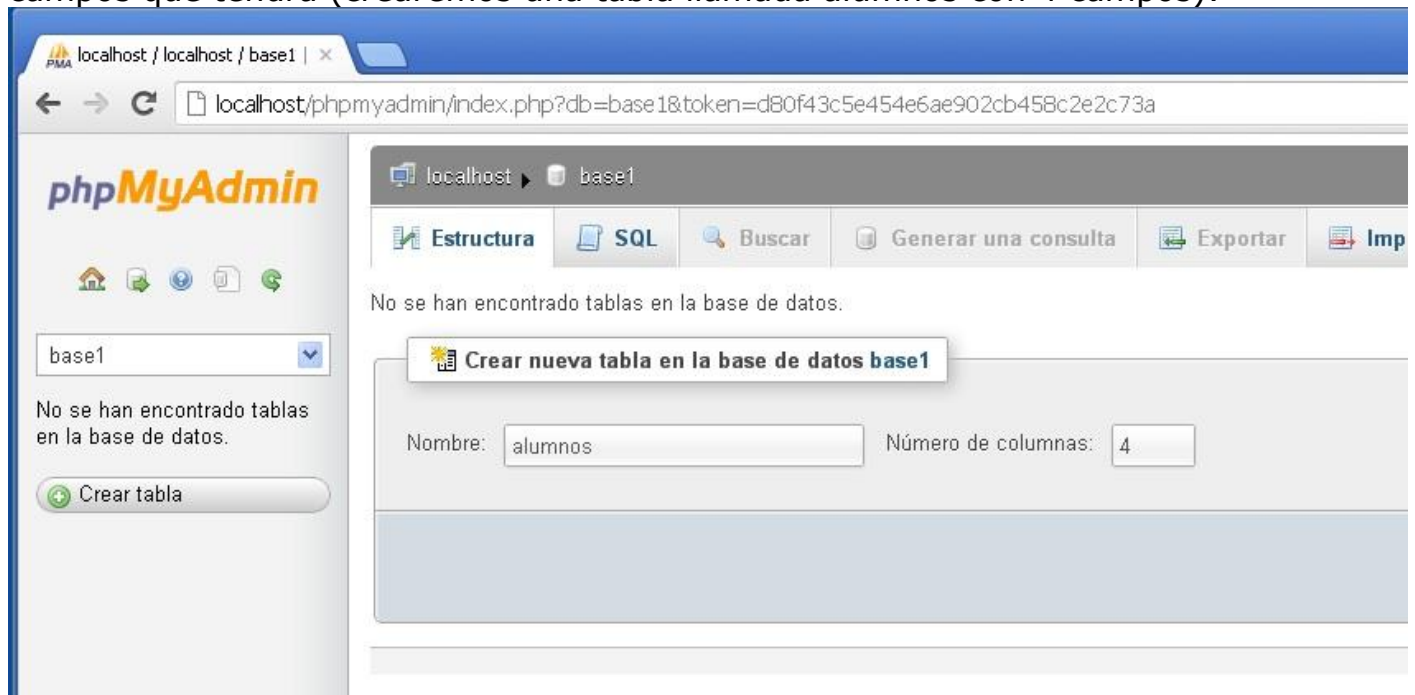 campos que tendrá (crearemos una tabla llamada alumnos con 4 campos):
localhost / localhost / base1 |
localhost/phpmyadmin/index.php?db=base1&token=d80f43c5e454e6ae902cb458c2e2c73a
phpMyAdmin
localhost base1
Estructura SQL Buscar Generar una consulta Exportar Imp
No se han encontrado tablas en la base de datos.
base1
Crear nueva tabla en la base de datos base1
No se han encontrado tablas
en la base de datos.
Nombre: alumnos Número de columnas: 4
Crear tabla